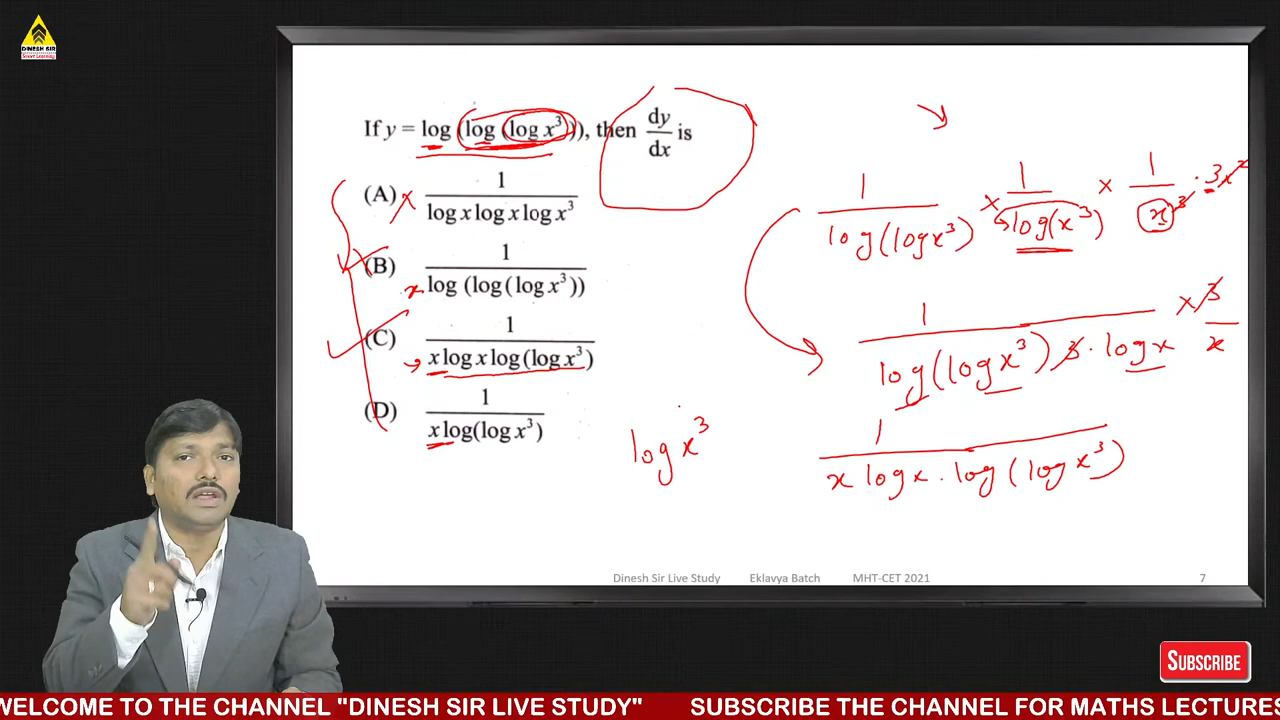 DINESH SIR
Smart Learning
If y = log (log (log x³))), then dy/dx is
(A) 1/(log x log x log x³)
(B) 1/(x log (log (log x³)))
(C) 1/(x log x log (log x³))
(D) 1/(x log(log x³))
1/log(log x³) × 1/log(x³) × 1/x³ · 3x²
1/(log(log x³) 3 · log x) × 3/x
1/(x log x · log (log x³))
log x³
Dinesh Sir Live Study Eklavya Batch MHT-CET 2021 7
SUBSCRIBE
WELCOME TO THE CHANNEL "DINESH SIR LIVE STUDY" SUBSCRIBE THE CHANNEL FOR MATHS LECTURES